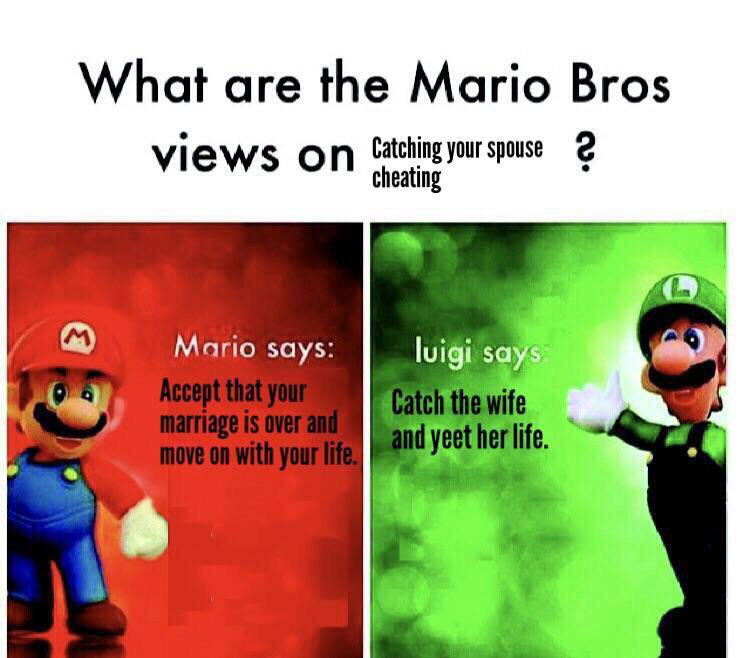 What are the Mario Bros
views on Catching your spouse ?
cheating
M
Mario says:
Accept that your
marriage is over and
move on with your life.
L
luigi says:
Catch the wife
and yeet her life.